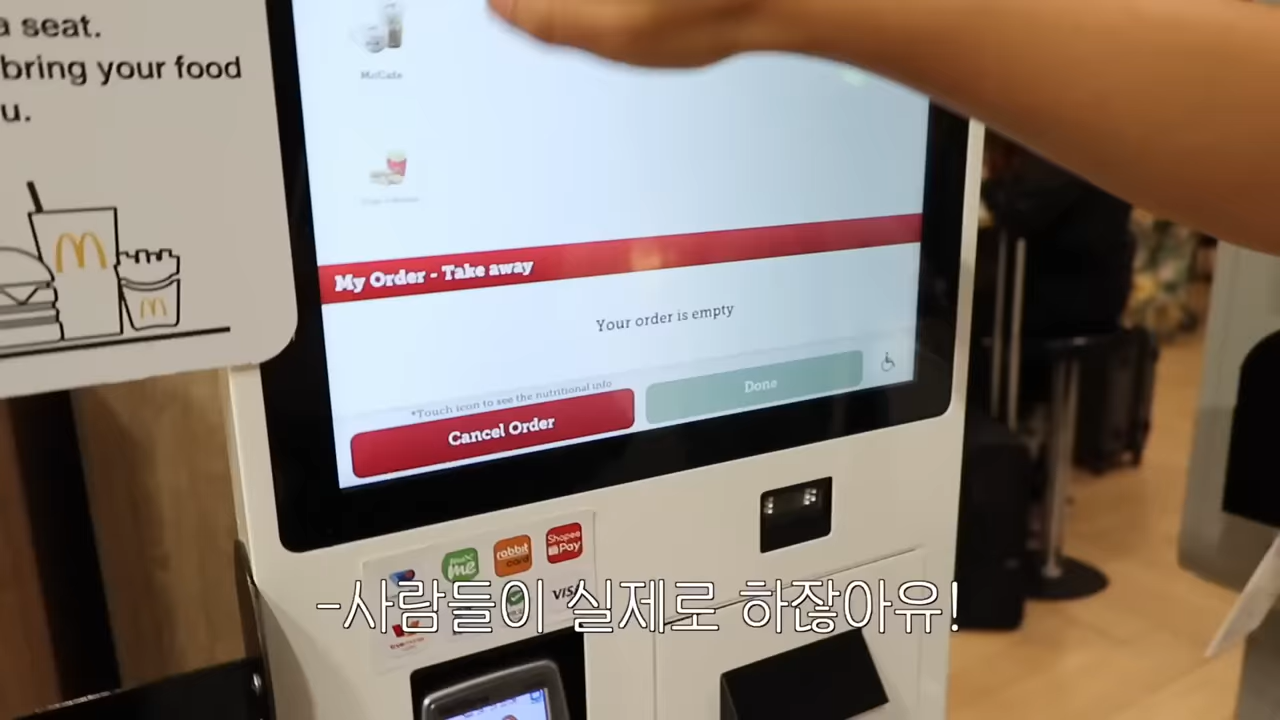 a seat.
bring your food
u.
McCafe
My Order - Take away
Your order is empty
*Touch icon to see the nutritional info
Cancel Order
Done
me
rabbit
card
Shopee
Pay
VISA
-사람들이 실제로 하잖아유!